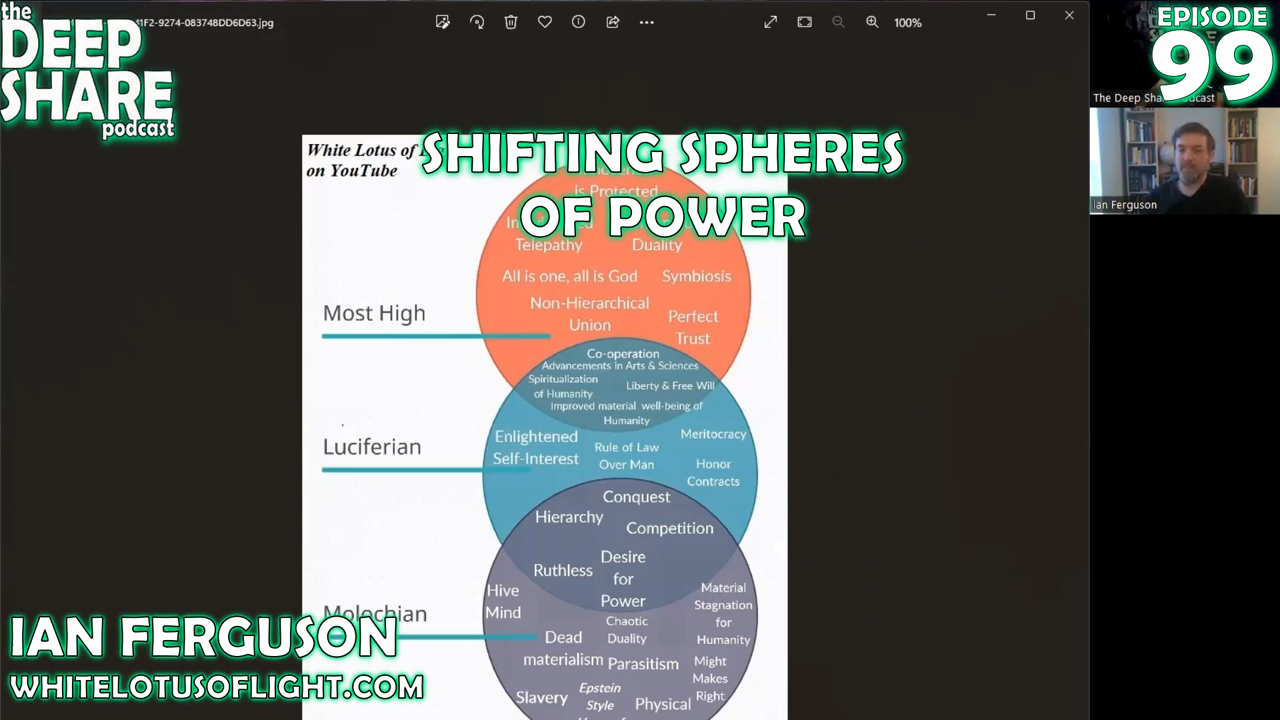 the
DEEP
SHARE
podcast
1F2-9274-083748DD6D63.jpg
100%
EPISODE
99
The Deep Share Podcast
Ian Ferguson
SHIFTING SPHERES
OF POWER
White Lotus of
on YouTube
is Protected
Telepathy
Duality
All is one, all is God
Symbiosis
Non-Hierarchical
Union
Perfect
Trust
Most High
Co-operation
Advancements in Arts & Sciences
Spiritualization
of Humanity
Liberty & Free Will
Improved material well-being of
Humanity
Luciferian
Enlightened
Self-Interest
Rule of Law
Over Man
Meritocracy
Honor
Contracts
Conquest
Hierarchy
Competition
Ruthless
Desire
for
Power
Molochian
Hive
Mind
Chaotic
Duality
Material
Stagnation
for
Humanity
Dead
materialism
Parasitism
Might
Makes
Right
Slavery
Epstein
Style
Physical
IAN FERGUSON
WHITELOTUSOFLIGHT.COM